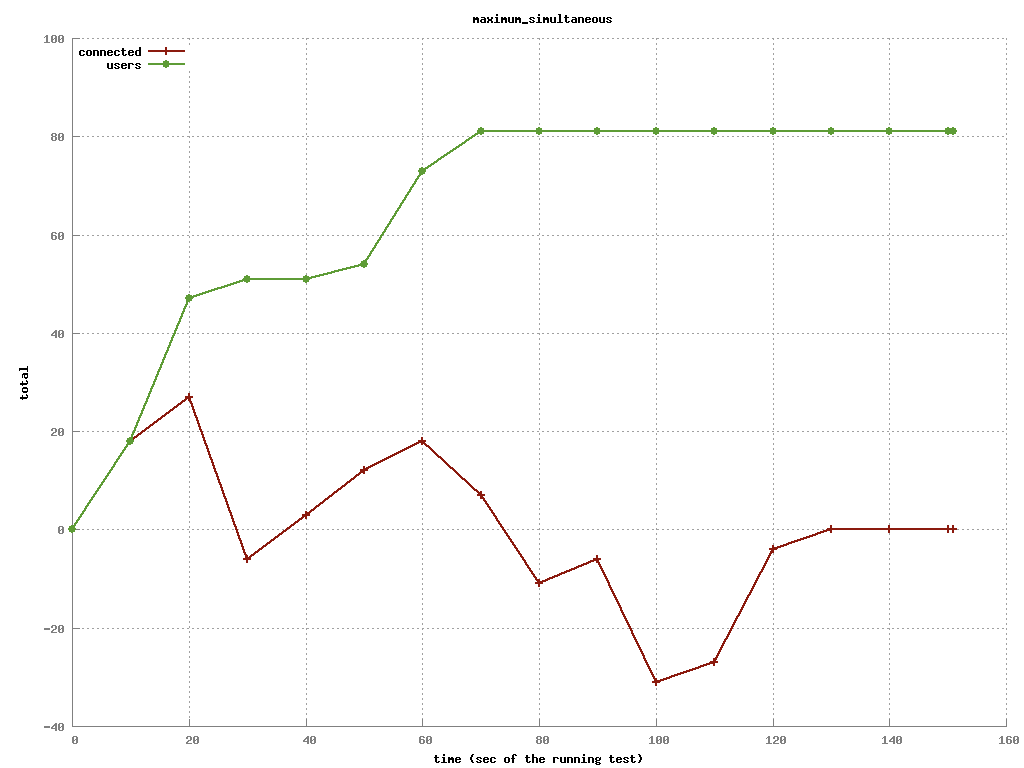 maximum_simultaneous
100
connected
users
80
60
40
total
20
0
-20
-40
0 20 40 60 80 100 120 140 160
time (sec of the running test)